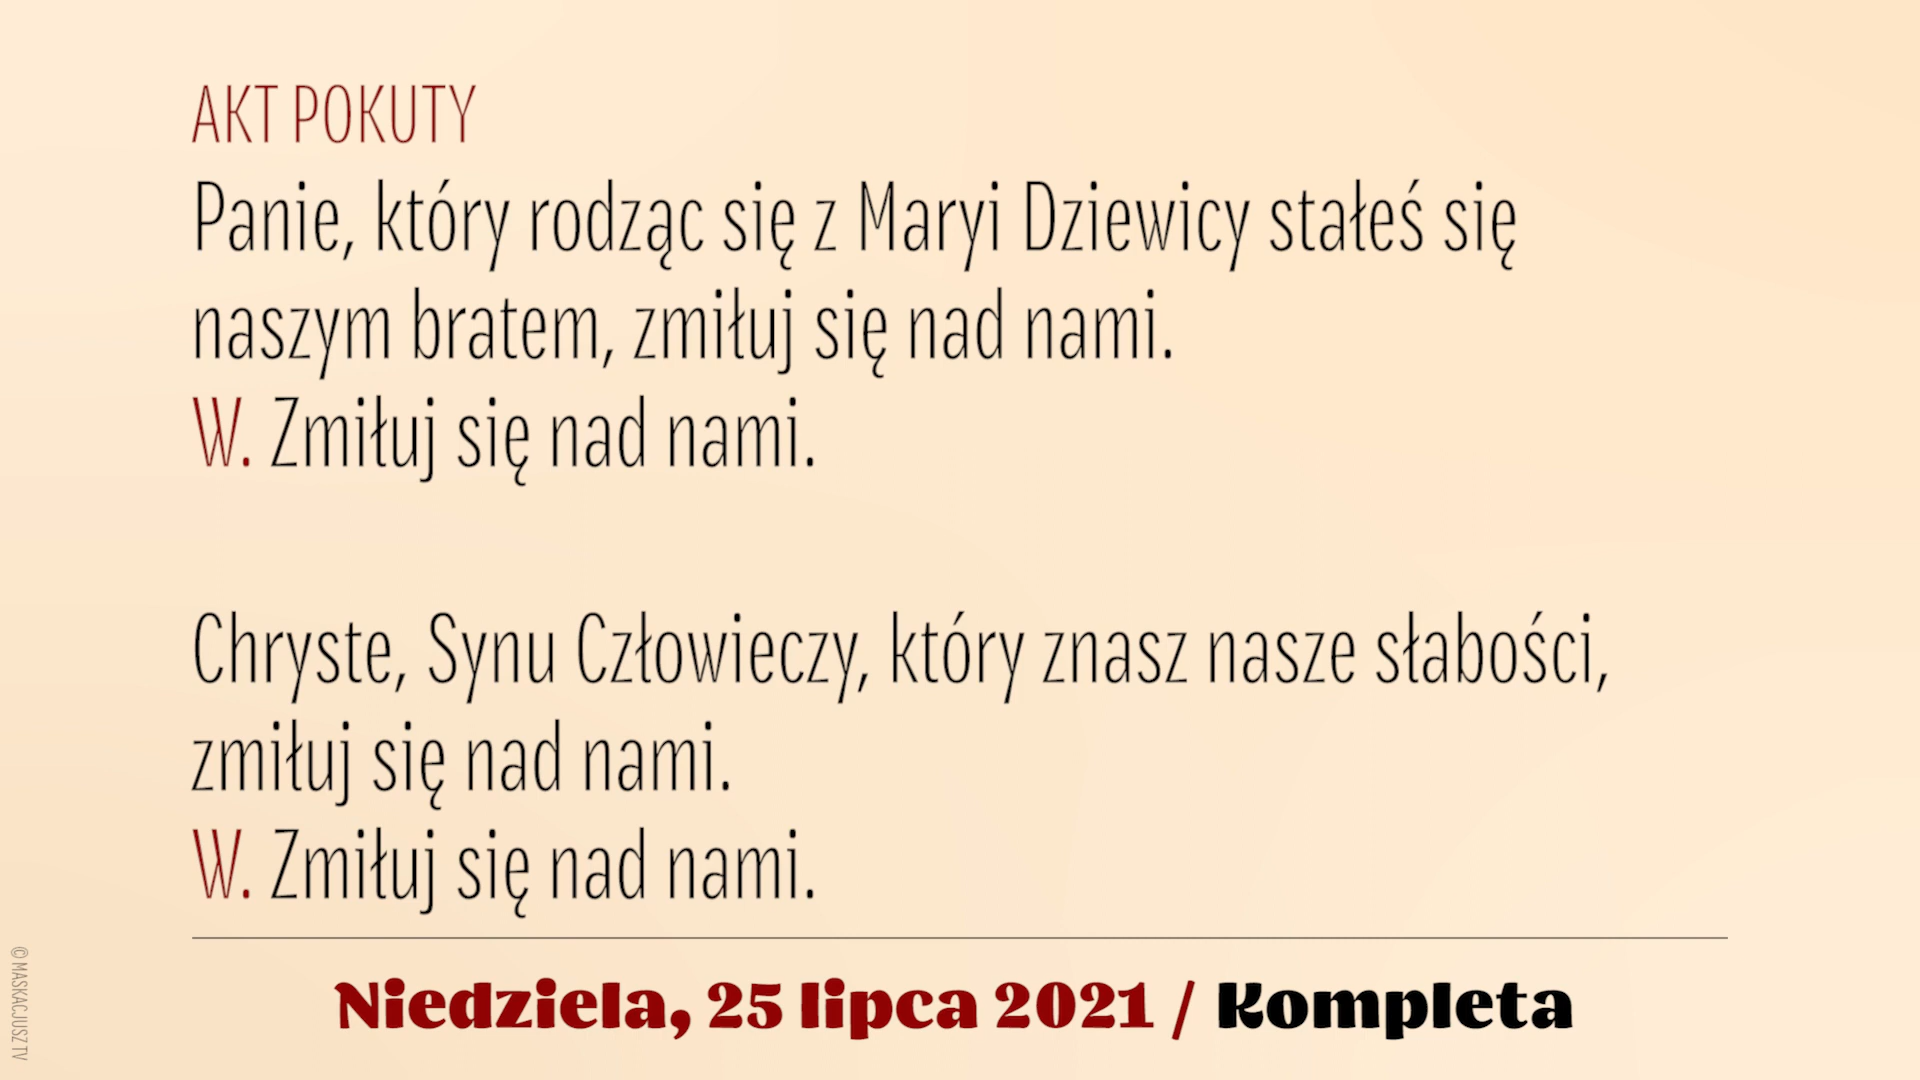 AKT POKUTY
Panie, który rodząc się z Maryi Dziewicy stałeś się
naszym bratem, zmiłuj się nad nami.
W. Zmiłuj się nad nami.
Chryste, Synu Człowieczy, który znasz nasze słabości,
zmiłuj się nad nami.
W. Zmiłuj się nad nami.
Niedziela, 25 lipca 2021 / Kompleta
© MASKACJUSZ TV